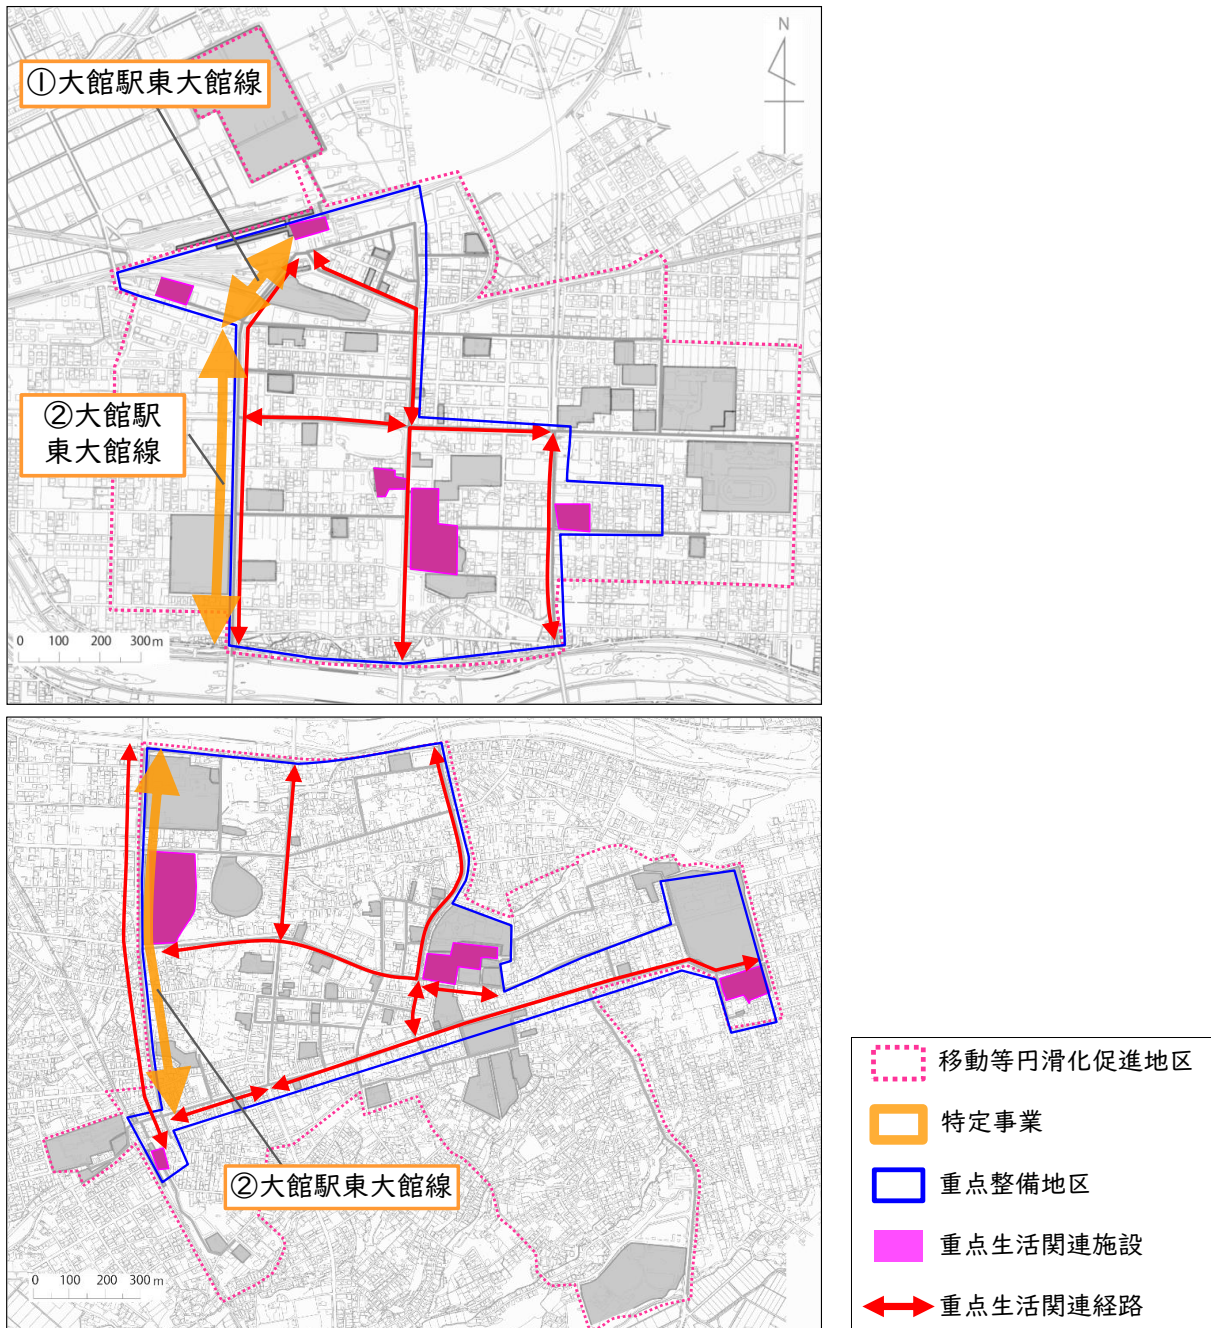 N
①大館駅東大館線
②大館駅
東大館線
0 100 200 300m
②大館駅東大館線
0 100 200 300 m
移動等円滑化促進地区
特定事業
重点整備地区
重点生活関連施設
重点生活関連経路